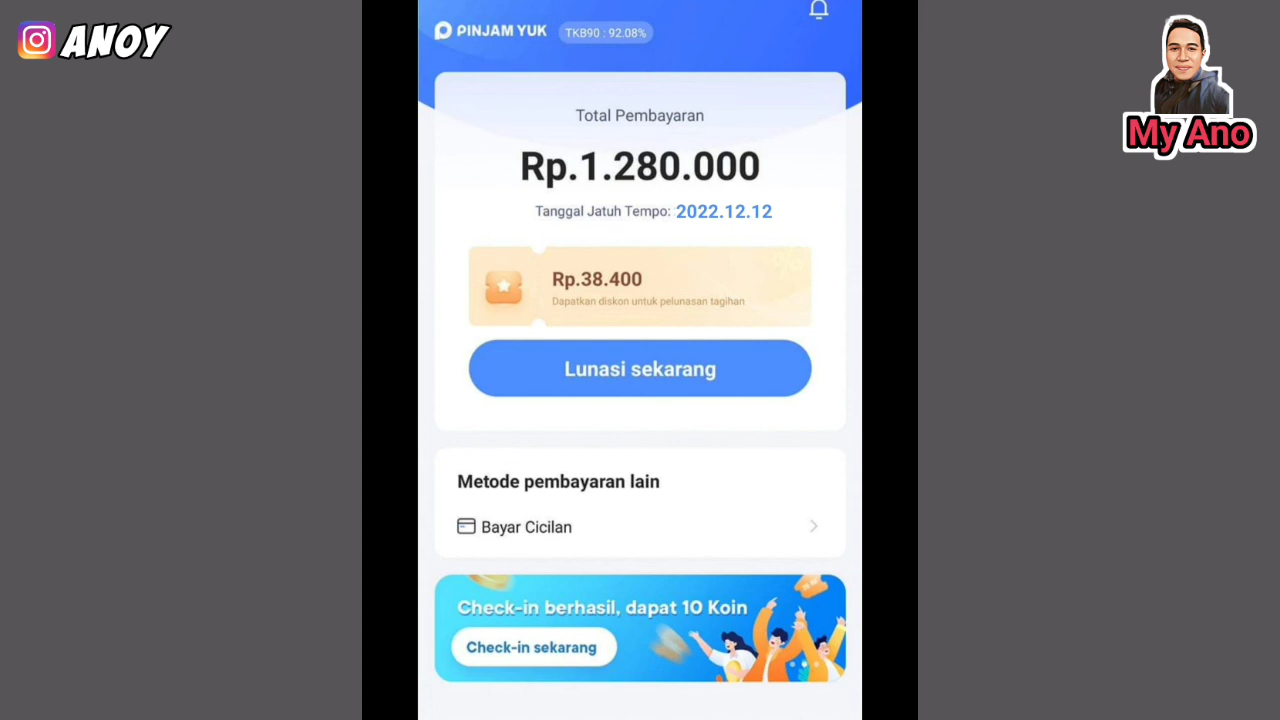 ANOY
PINJAM YUK
TKB90 : 92.08%
My Ano
Total Pembayaran
Rp.1.280.000
Tanggal Jatuh Tempo: 2022.12.12
Rp.38.400
Dapatkan diskon untuk pelunasan tagihan
Lunasi sekarang
Metode pembayaran lain
Bayar Cicilan
Check-in berhasil, dapat 10 Koin
Check-in sekarang